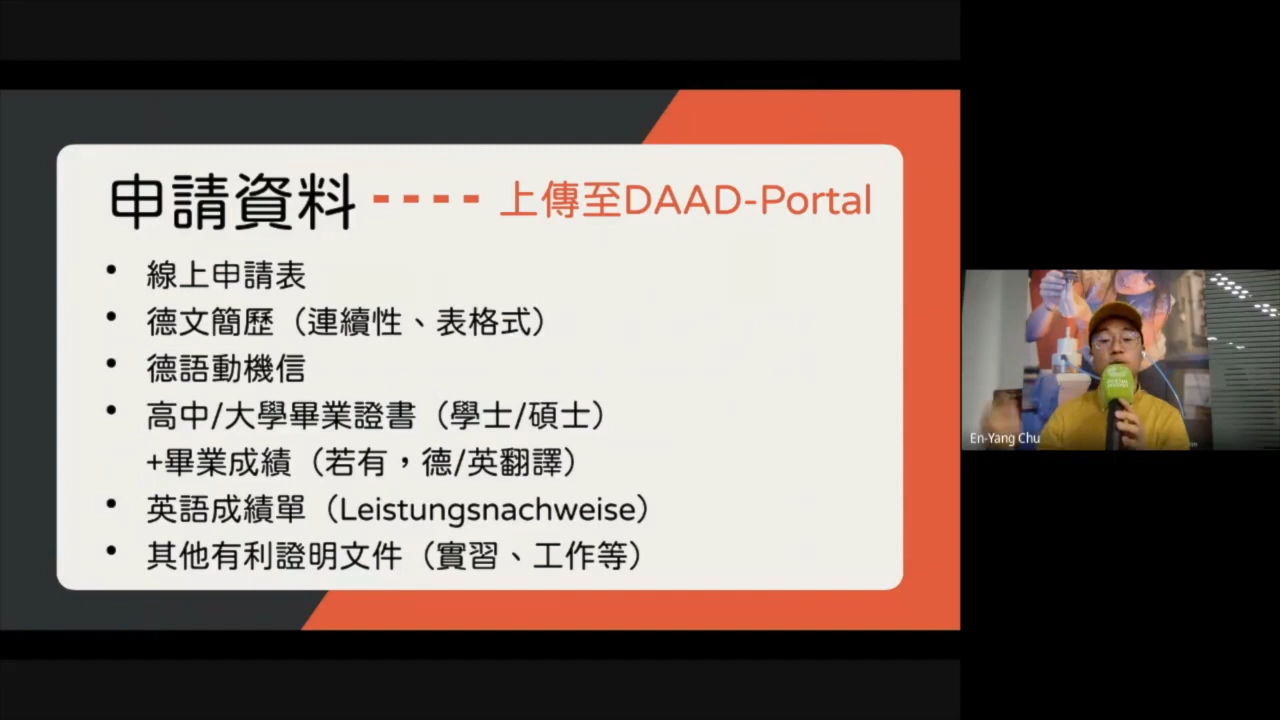 申請資料 ---- 上傳至DAAD-Portal
• 線上申請表
• 德文簡歷（連續性、表格式）
• 德語動機信
• 高中/大學畢業證書（學士/碩士）
+畢業成績（若有，德/英翻譯）
• 英語成績單（Leistungsnachweise）
• 其他有利證明文件（實習、工作等）
En-Yang Chu